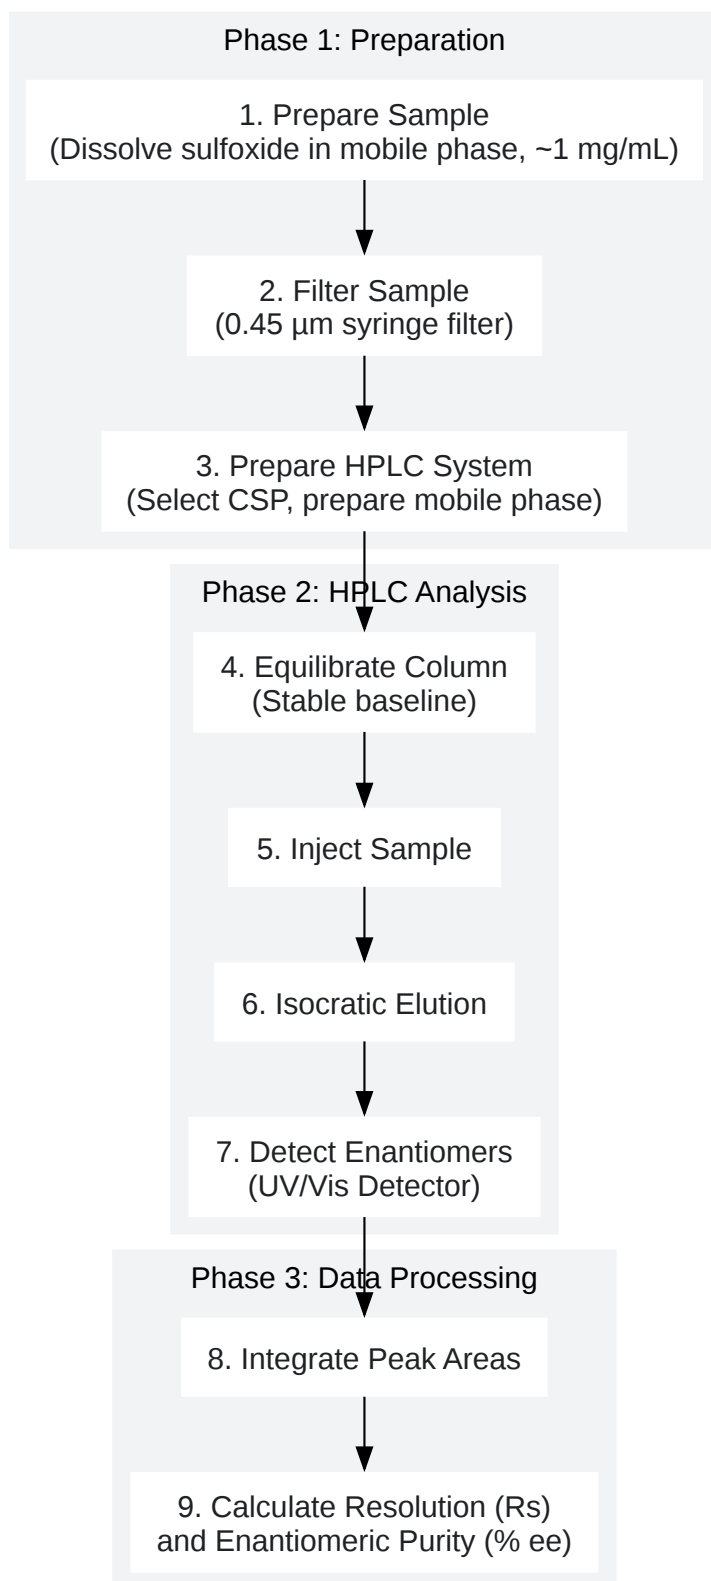 Phase 1: Preparation
1. Prepare Sample
(Dissolve sulfoxide in mobile phase, ~1 mg/mL)
2. Filter Sample
(0.45 µm syringe filter)
3. Prepare HPLC System
(Select CSP, prepare mobile phase)
Phase 2: HPLC Analysis
4. Equilibrate Column
(Stable baseline)
5. Inject Sample
6. Isocratic Elution
7. Detect Enantiomers
(UV/Vis Detector)
Phase 3: Data Processing
8. Integrate Peak Areas
9. Calculate Resolution (Rs)
and Enantiomeric Purity (% ee)